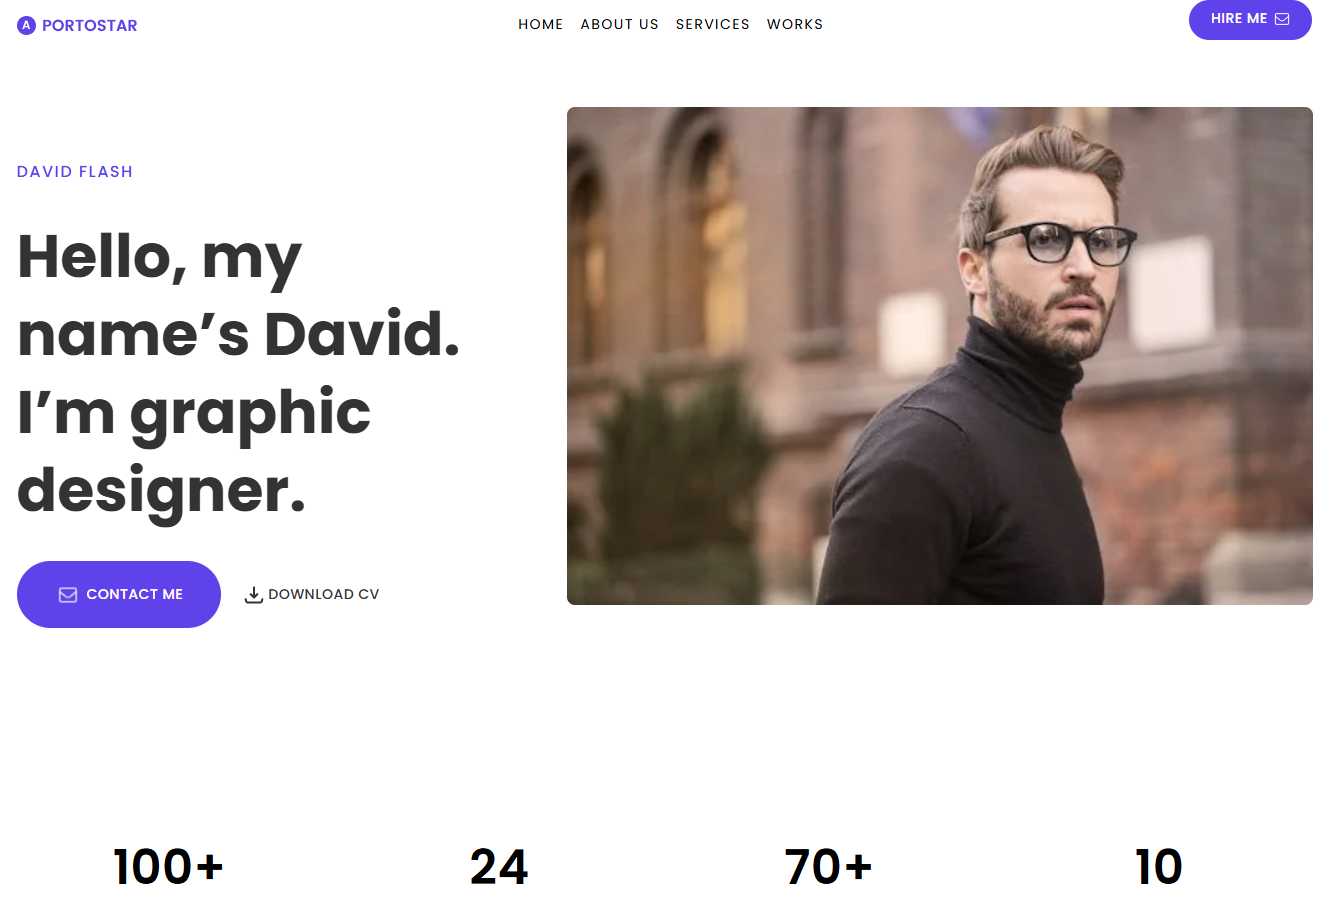 A PORTOSTAR
HOME ABOUT US SERVICES WORKS
HIRE ME
DAVID FLASH
Hello, my
name’s David.
I’m graphic
designer.
CONTACT ME
DOWNLOAD CV
100+
24
70+
10